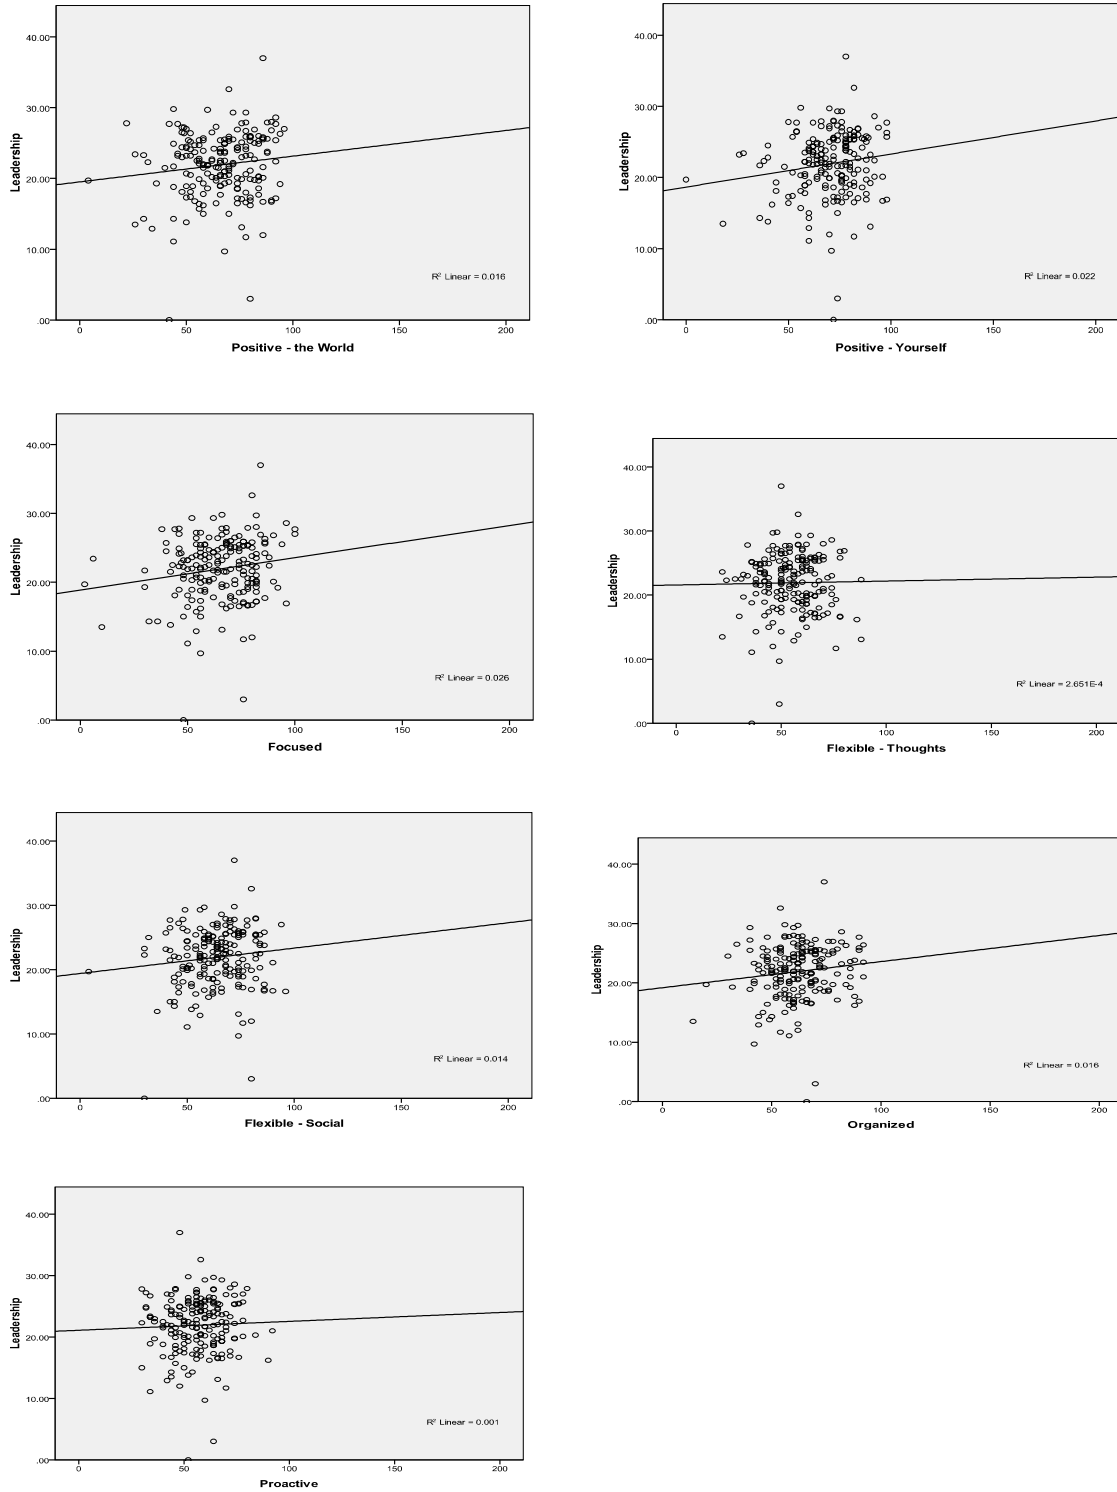 40.00
30.00
20.00
10.00
.00
Leadership
R² Linear = 0.016
0 50 100 150 200
Positive - the World
40.00
30.00
20.00
10.00
.00
Leadership
R² Linear = 0.022
0 50 100 150 200
Positive - Yourself
40.00
30.00
20.00
10.00
.00
Leadership
R² Linear = 0.026
0 50 100 150 200
Focused
40.00
30.00
20.00
10.00
.00
Leadership
R² Linear = 2.651E-4
0 50 100 150 200
Flexible - Thoughts
40.00
30.00
20.00
10.00
.00
Leadership
R² Linear = 0.014
0 50 100 150 200
Flexible - Social
40.00
30.00
20.00
10.00
.00
Leadership
R² Linear = 0.016
0 50 100 150 200
Organized
40.00
30.00
20.00
10.00
.00
Leadership
R² Linear = 0.001
0 50 100 150 200
Proactive